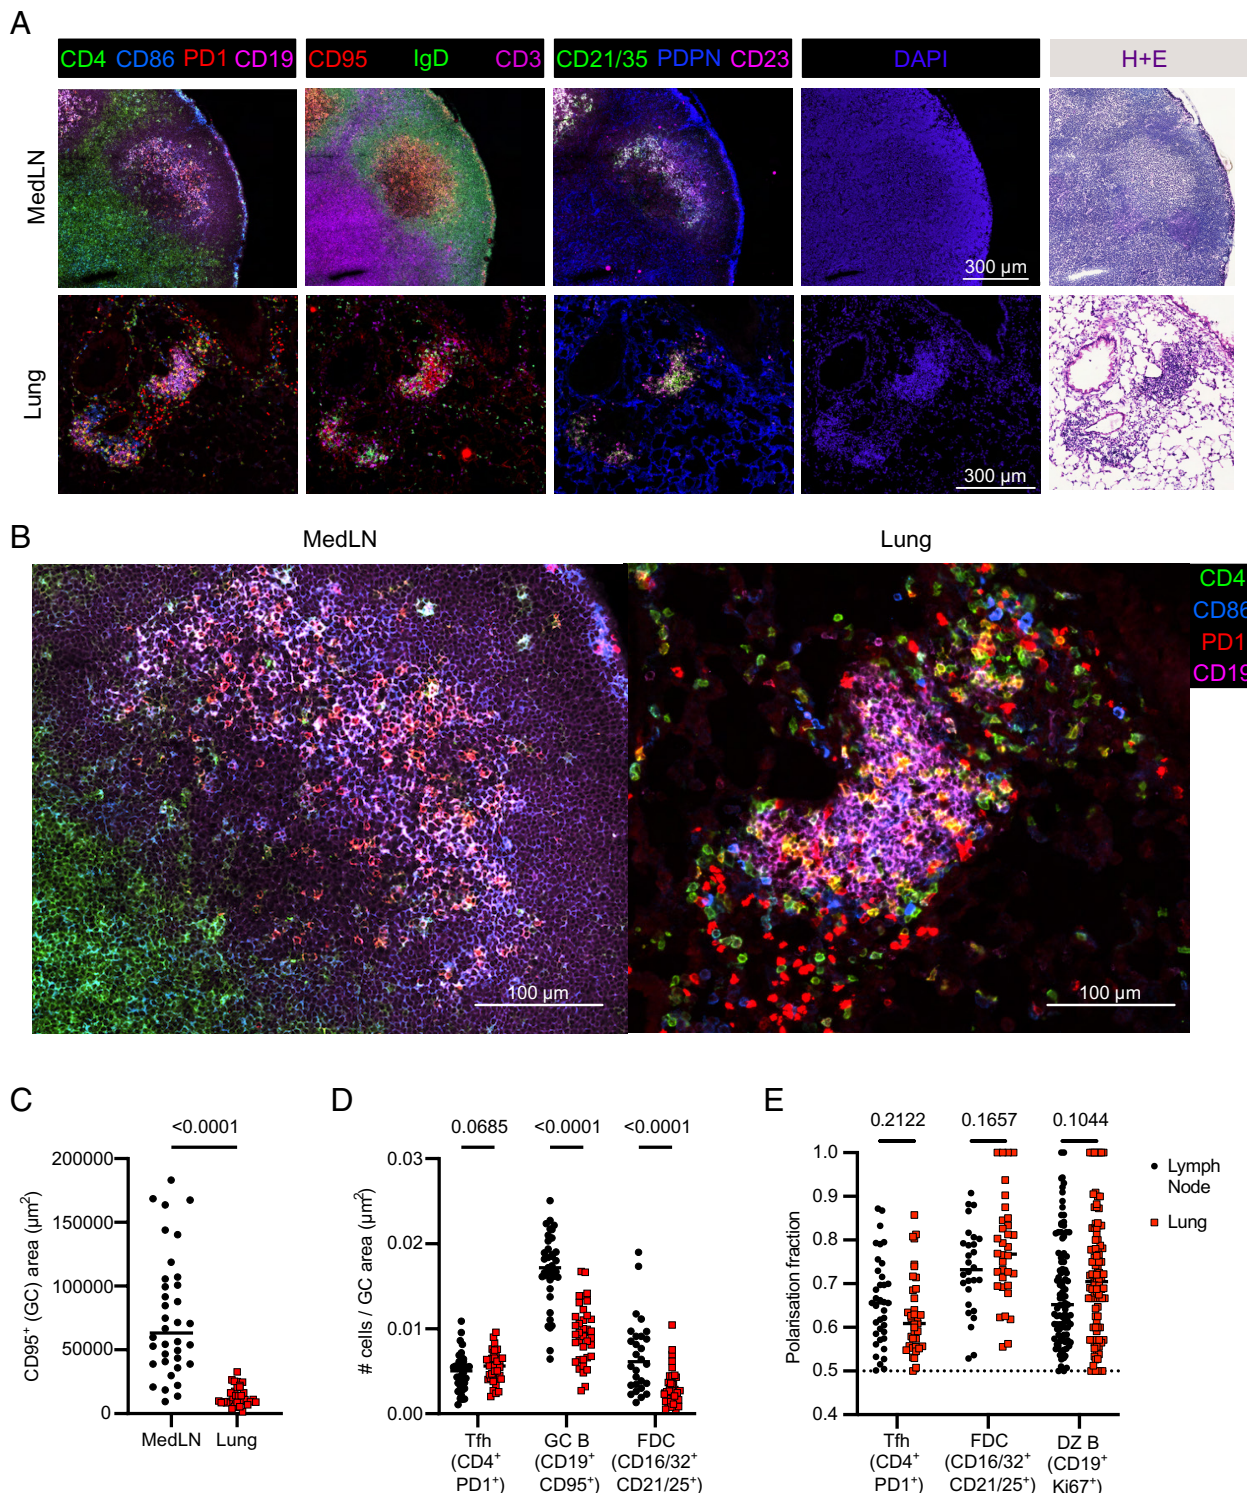 A
CD4 CD86 PD1 CD19
CD95 IgD CD3
CD21/35 PDPN CD23
DAPI
H+E
MedLN
300 µm
Lung
300 µm
B
MedLN Lung
CD4
CD86
PD1
CD19
100 µm
100 µm
C
<0.0001
CD95⁺ (GC) area (µm²)
200000
150000
100000
50000
0
MedLN Lung
D
0.0685 <0.0001 <0.0001
# cells / GC area (µm²)
0.03
0.02
0.01
0.00
Tfh
(CD4⁺
PD1⁺)
GC B
(CD19⁺
CD95⁺)
FDC
(CD16/32⁺
CD21/25⁺)
E
0.2122 0.1657 0.1044
Polarisation fraction
1.0
0.9
0.8
0.7
0.6
0.5
0.4
Tfh
(CD4⁺
PD1⁺)
FDC
(CD16/32⁺
CD21/25⁺)
DZ B
(CD19⁺
Ki67⁺)
Lymph
Node
Lung